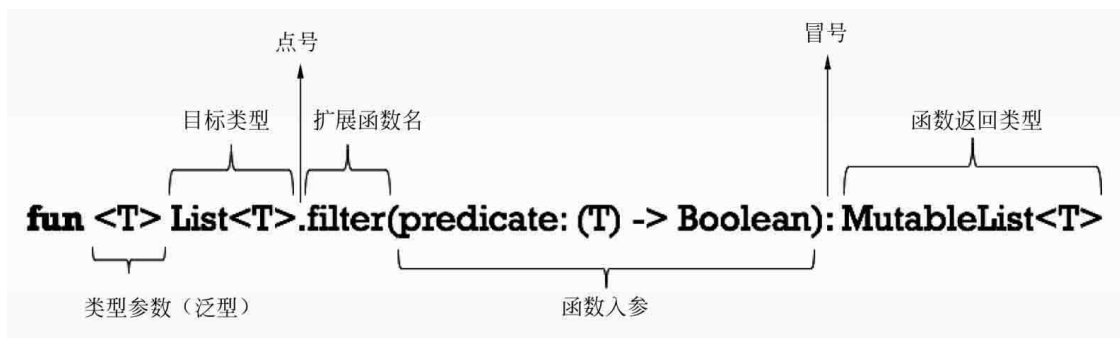 点号
冒号
目标类型
扩展函数名
函数返回类型
fun <T> List<T>.filter(predicate: (T) -> Boolean): MutableList<T>
类型参数（泛型）
函数入参